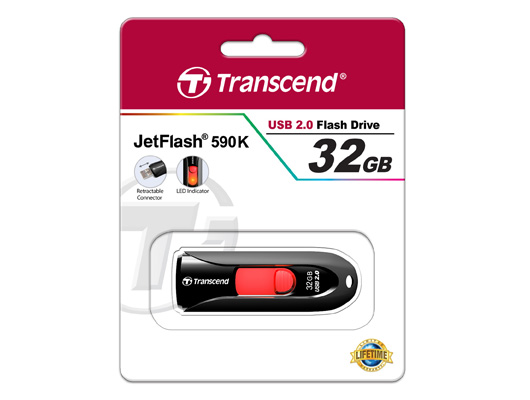 Transcend®
USB 2.0 Flash Drive
JetFlash® 590K
32GB
Retractable
Connector
LED Indicator
Transcend
32GB
USB 2.0
LIFETIME